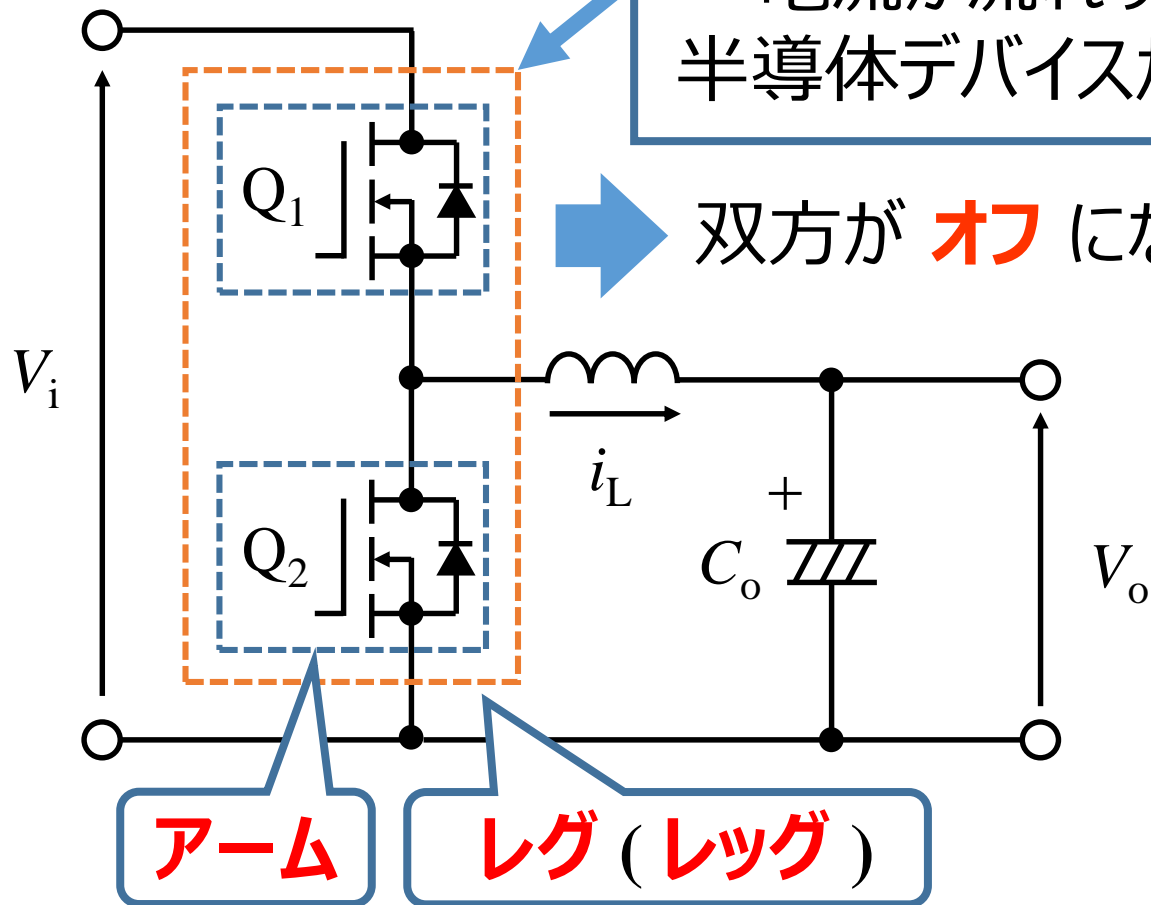 半導体デバイスが
Q1
双方が オフ にな
Vi
iL
+
Q2
Co
Vo
アーム
レグ ( レッグ )